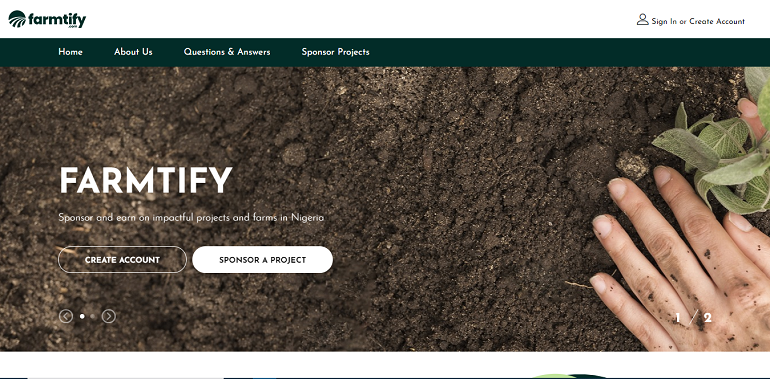 farmtify
.com
Sign In or Create Account
Home About Us Questions & Answers Sponsor Projects
FARMTIFY
Sponsor and earn on impactful projects and farms in Nigeria
CREATE ACCOUNT SPONSOR A PROJECT
1 / 2